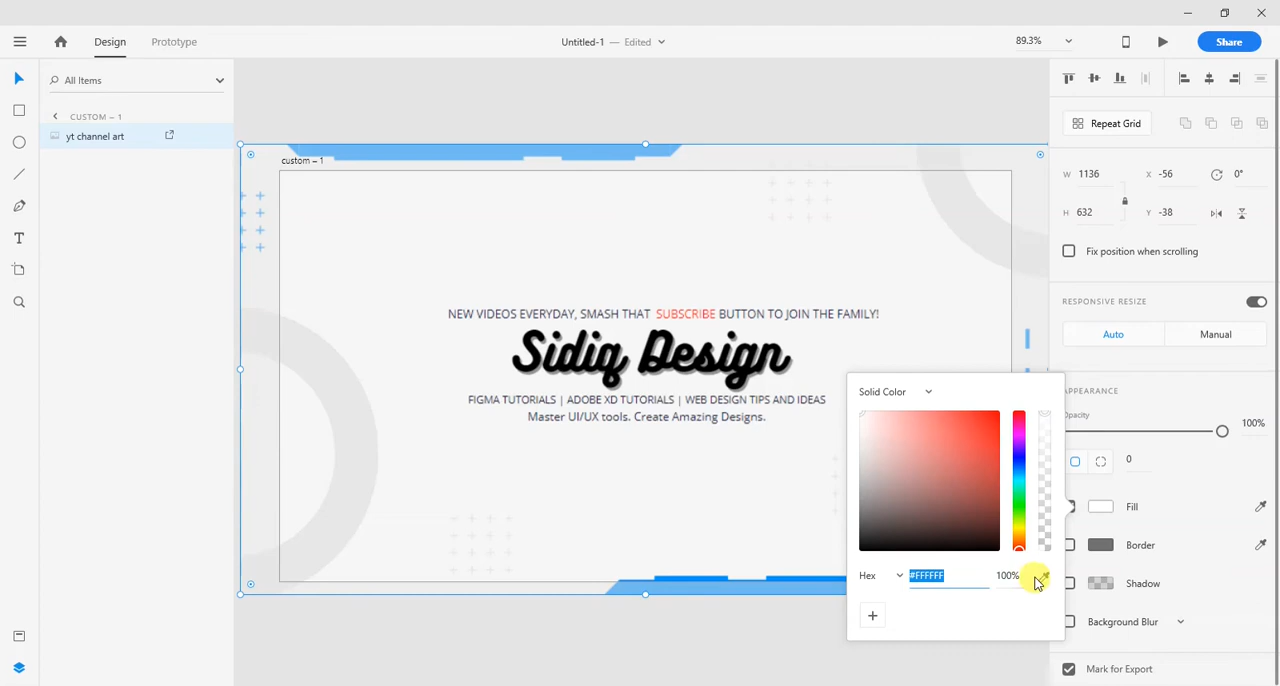 Design Prototype Untitled-1 — Edited 89.3% Share
All Items
CUSTOM – 1
yt channel art
custom – 1
NEW VIDEOS EVERYDAY, SMASH THAT SUBSCRIBE BUTTON TO JOIN THE FAMILY!
Sidiq Design
FIGMA TUTORIALS | ADOBE XD TUTORIALS | WEB DESIGN TIPS AND IDEAS
Master UI/UX tools. Create Amazing Designs.
Solid Color
Hex #FFFFFF 100%
Repeat Grid
W 1136 X -56 0°
H 632 Y -38
Fix position when scrolling
RESPONSIVE RESIZE
Auto Manual
APPEARANCE
Opacity
100%
0
Fill
Border
Shadow
Background Blur
Mark for Export